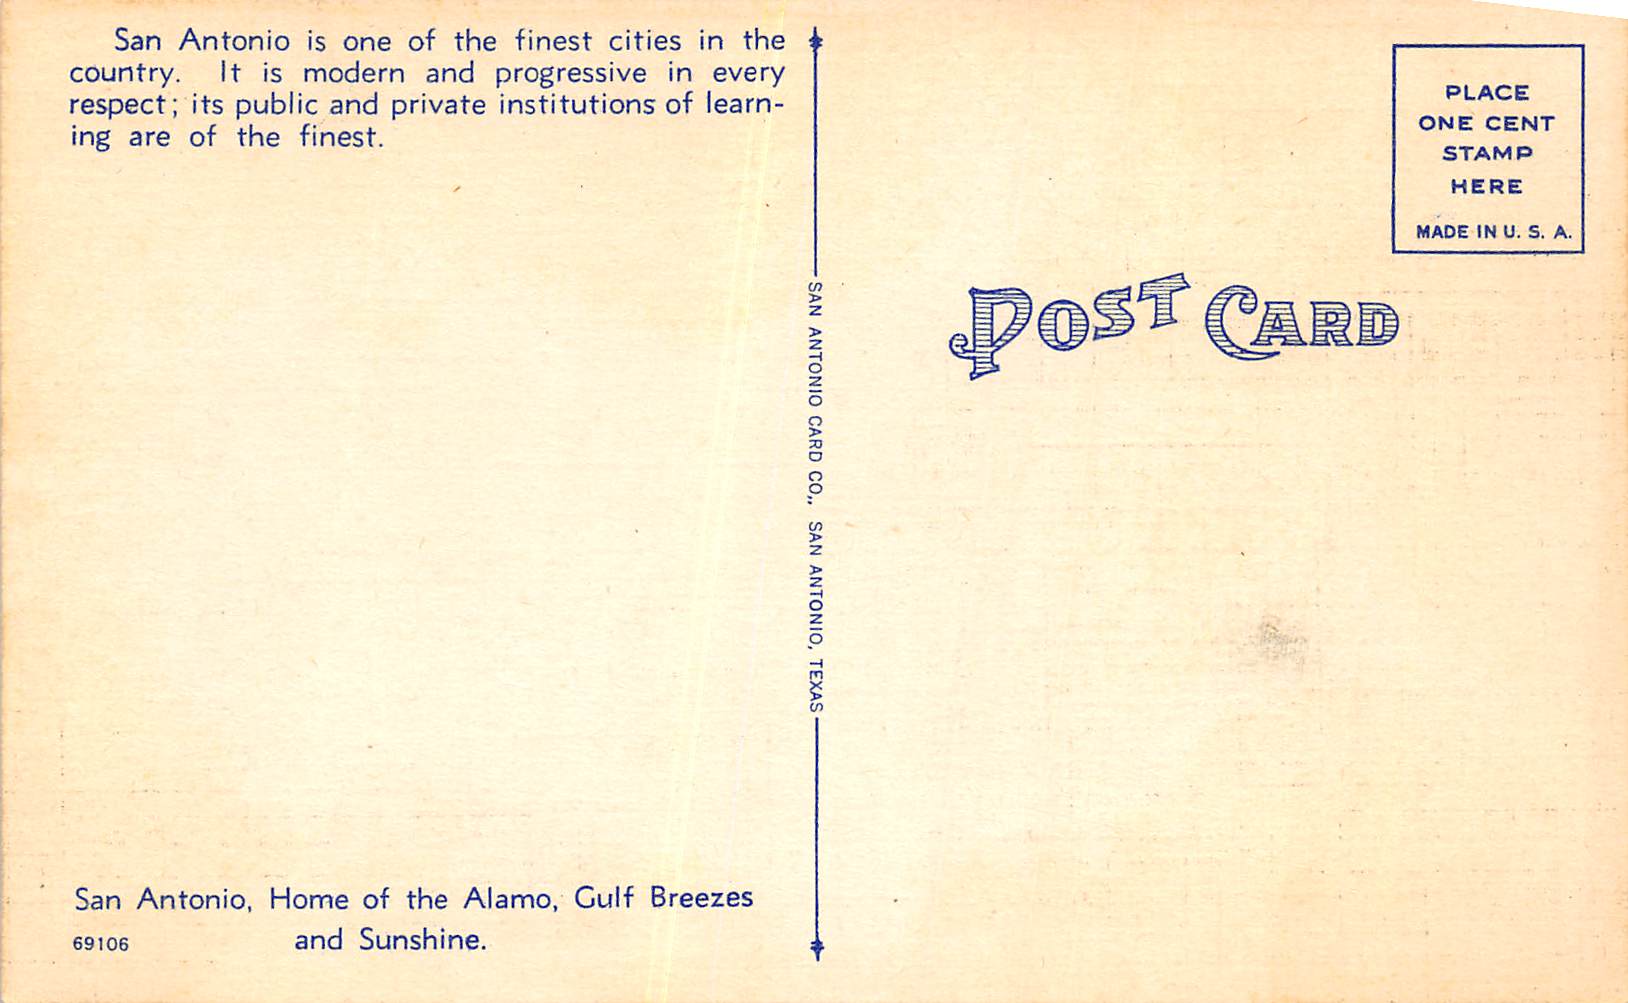 San Antonio is one of the finest cities in the
country. It is modern and progressive in every
respect; its public and private institutions of learn-
ing are of the finest.
San Antonio, Home of the Alamo, Gulf Breezes
and Sunshine.
69106
SAN ANTONIO CARD CO., SAN ANTONIO, TEXAS
PLACE
ONE CENT
STAMP
HERE
MADE IN U. S. A.
POST CARD